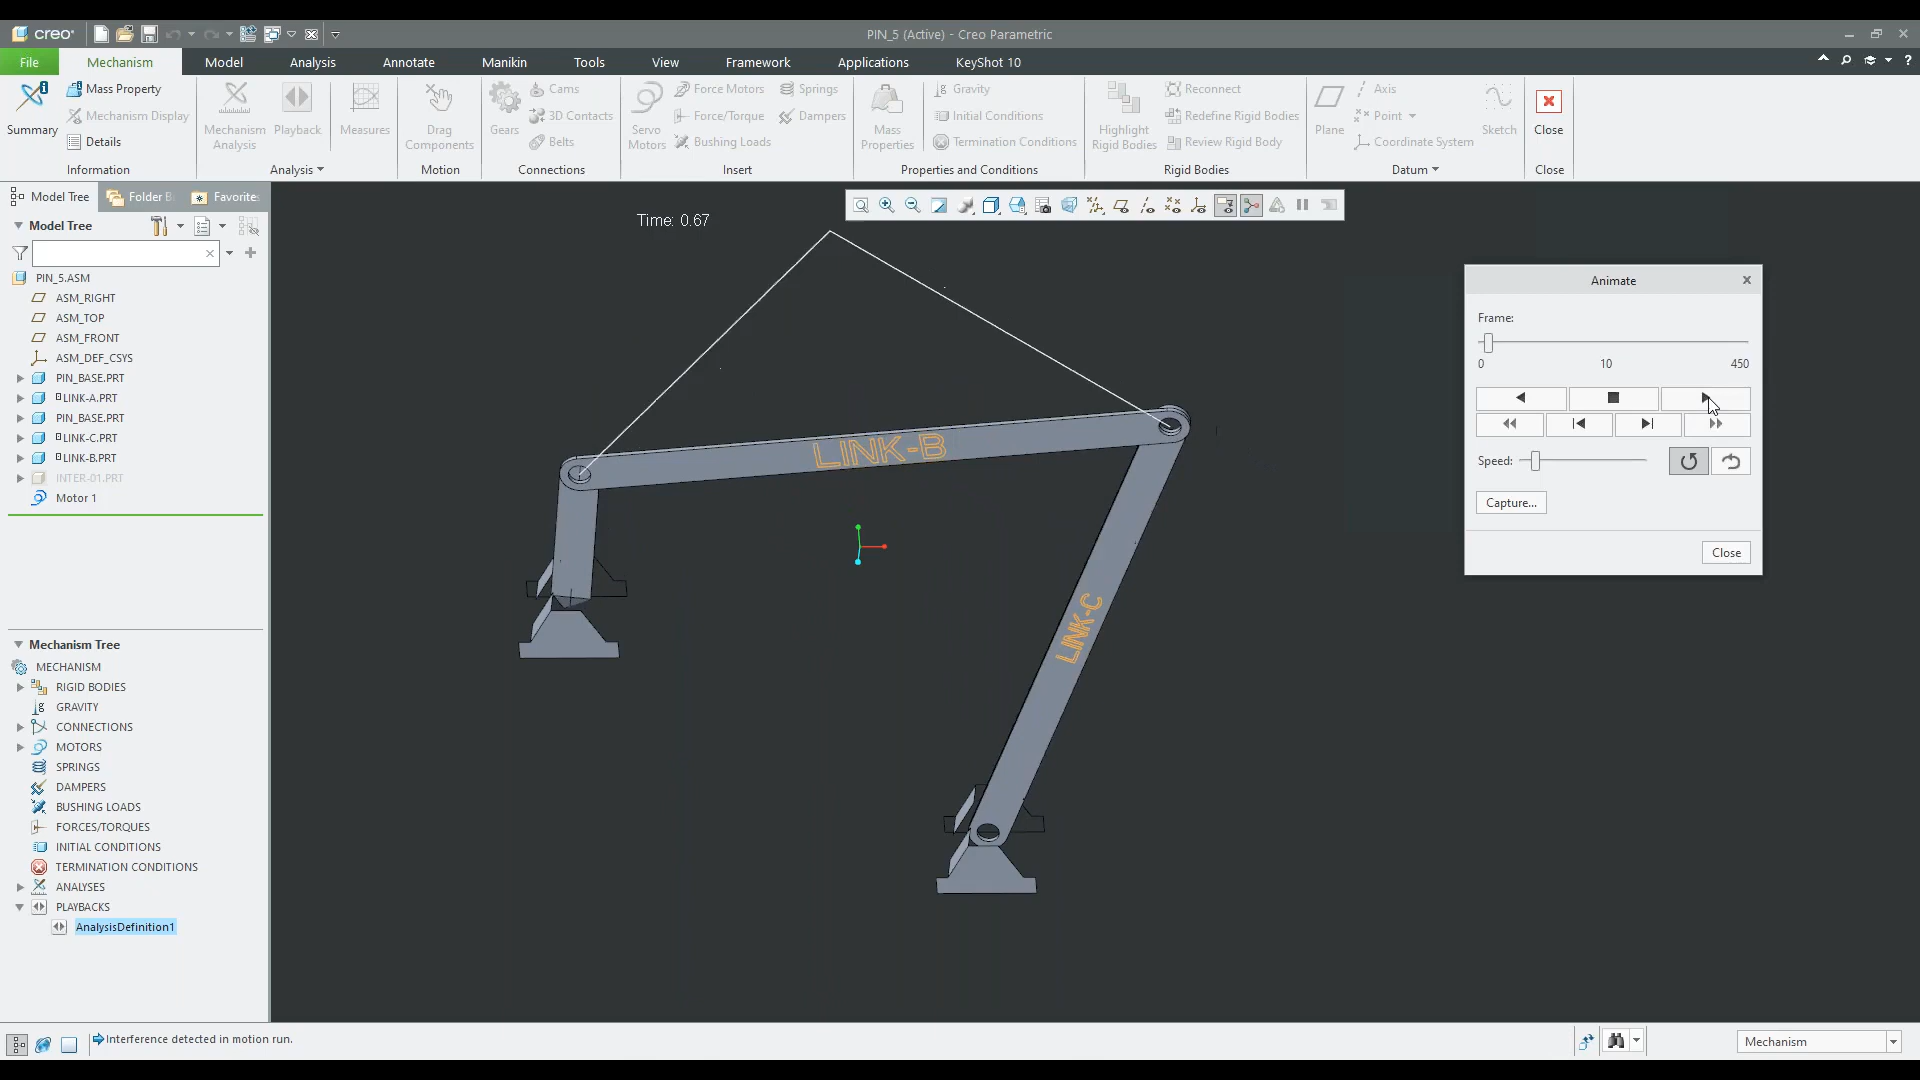 creo®
PIN_5 (Active) - Creo Parametric
File
Mechanism
Model
Analysis
Annotate
Manikin
Tools
View
Framework
Applications
KeyShot 10
Summary
Mass Property
Mechanism Display
Details
Information
Mechanism
Analysis
Playback
Measures
Analysis
Drag
Components
Motion
Gears
Cams
3D Contacts
Belts
Connections
Servo
Motors
Force Motors
Force/Torque
Bushing Loads
Springs
Dampers
Insert
Mass
Properties
Gravity
Initial Conditions
Termination Conditions
Properties and Conditions
Highlight
Rigid Bodies
Reconnect
Redefine Rigid Bodies
Review Rigid Body
Rigid Bodies
Plane
Axis
Point
Coordinate System
Sketch
Datum
Close
Close
Model Tree
Folder B
Favorites
Model Tree
PIN_5.ASM
ASM_RIGHT
ASM_TOP
ASM_FRONT
ASM_DEF_CSYS
PIN_BASE.PRT
LINK-A.PRT
PIN_BASE.PRT
LINK-C.PRT
LINK-B.PRT
INTER-01.PRT
Motor 1
Mechanism Tree
MECHANISM
RIGID BODIES
GRAVITY
CONNECTIONS
MOTORS
SPRINGS
DAMPERS
BUSHING LOADS
FORCES/TORQUES
INITIAL CONDITIONS
TERMINATION CONDITIONS
ANALYSES
PLAYBACKS
AnalysisDefinition1
Time: 0.67
LINK-B
LINK-C
Animate
Frame:
0 10 450
Speed:
Capture...
Close
Interference detected in motion run.
Mechanism